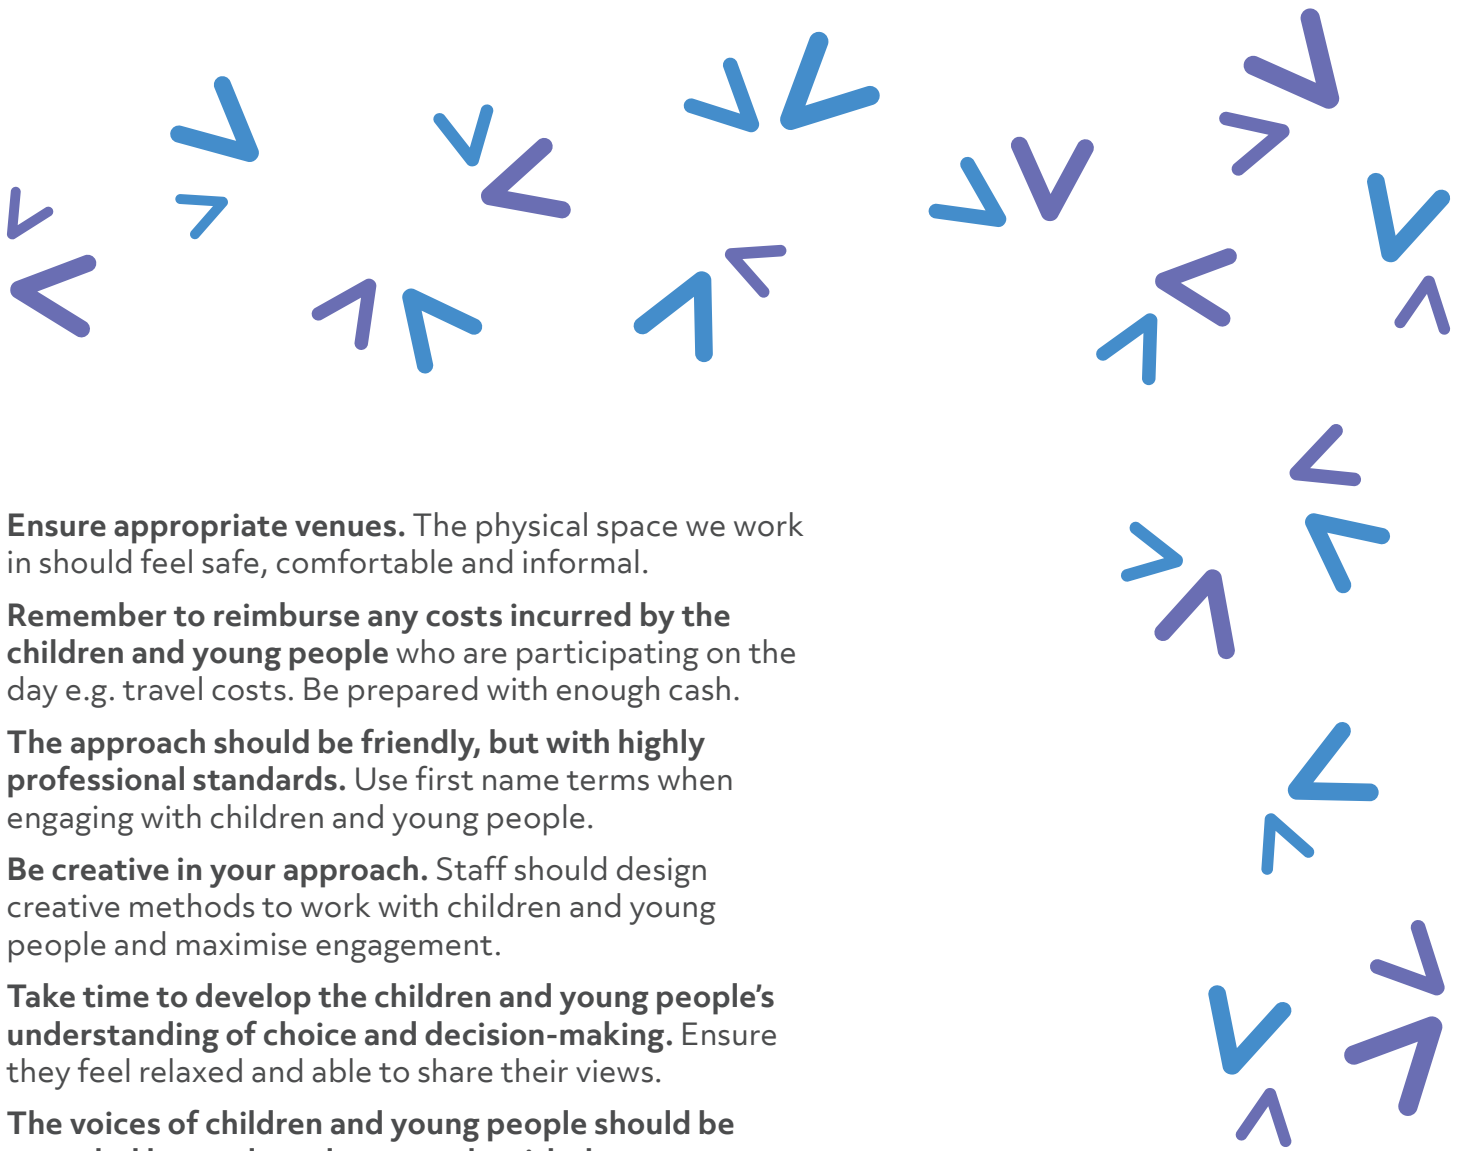 Ensure appropriate venues. The physical space we work
in should feel safe, comfortable and informal.
Remember to reimburse any costs incurred by the
children and young people who are participating on the
day e.g. travel costs. Be prepared with enough cash.
The approach should be friendly, but with highly
professional standards. Use first name terms when
engaging with children and young people.
Be creative in your approach. Staff should design
creative methods to work with children and young
people and maximise engagement.
Take time to develop the children and young people’s
understanding of choice and decision-making. Ensure
they feel relaxed and able to share their views.
The voices of children and young people should be